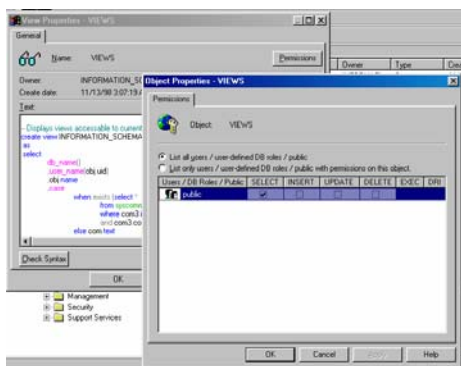 View Properties - VIEWS
General
Name: VIEWS
Permissions
Owner: INFORMATION_SC
Create date: 11/13/98 3:07:19 A
Text:
--Displays views accessable to current
create view INFORMATION_SCHEMA
as
select
db_name()
,user_name(obj.uid)
,obj.name
,case
when exists (select *
from syscomm
where com3.
and com3.co
else com.text
Check Syntax
OK
Management
Security
Support Services
Owner Type Crea
Object Properties - VIEWS
Permissions
Object: VIEWS
List all users / user-defined DB roles / public
List only users / user-defined DB roles / public with permissions on this object.
Users / DB Roles / Public SELECT INSERT UPDATE DELETE EXEC DRI
public
OK Cancel Apply Help